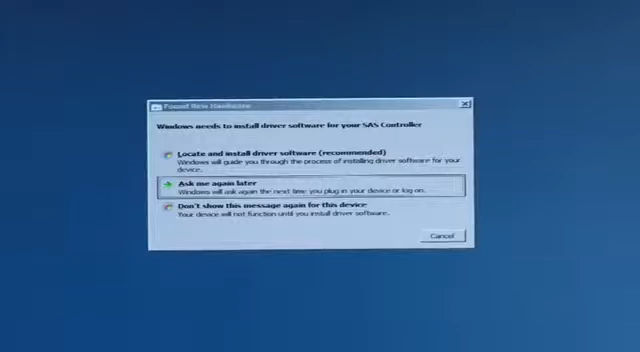 Found New Hardware
Windows needs to install driver software for your SAS Controller
Locate and install driver software (recommended)
Windows will guide you through the process of installing driver software for your
device.
Ask me again later
Windows will ask again the next time you plug in your device or log on.
Don't show this message again for this device
Your device will not function until you install driver software.
Cancel